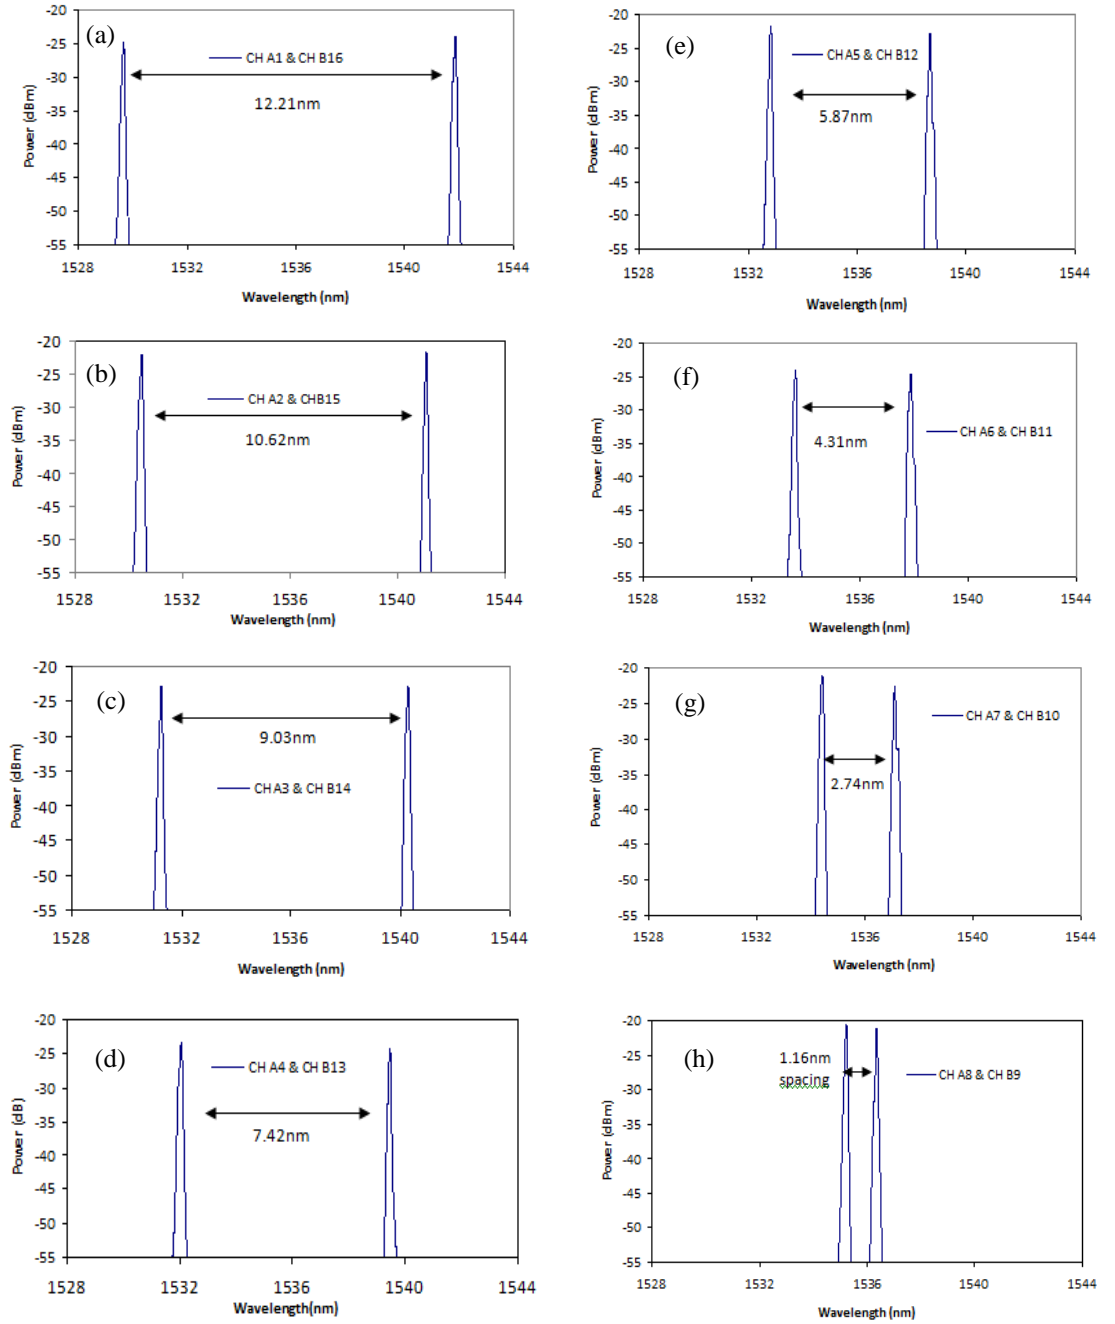 (a)
-20
-25
-30
-35
-40
-45
-50
-55
Power (dBm)
CH A1 & CH B16
12.21nm
1528 1532 1536 1540 1544
Wavelength (nm)
(b)
-20
-25
-30
-35
-40
-45
-50
-55
Power (dBm)
CH A2 & CHB15
10.62nm
1528 1532 1536 1540 1544
Wavelength (nm)
(c)
-20
-25
-30
-35
-40
-45
-50
-55
Power (dBm)
9.03nm
CH A3 & CH B14
1528 1532 1536 1540 1544
Wavelength (nm)
(d)
-20
-25
-30
-35
-40
-45
-50
-55
Power (dB)
CH A4 & CH B13
7.42nm
1528 1532 1536 1540 1544
Wavelength(nm)
(e)
-20
-25
-30
-35
-40
-45
-50
-55
Power (dBm)
CH A5 & CH B12
5.87nm
1528 1532 1536 1540 1544
Wavelength (nm)
(f)
-20
-25
-30
-35
-40
-45
-50
-55
Power (dBm)
4.31nm
CH A6 & CH B11
1528 1532 1536 1540 1544
Wavelength (nm)
(g)
-20
-25
-30
-35
-40
-45
-50
-55
Power (dBm)
CH A7 & CH B10
2.74nm
1528 1532 1536 1540 1544
Wavelength (nm)
(h)
-20
-25
-30
-35
-40
-45
-50
-55
Power (dBm)
1.16nm
spacing
CH A8 & CH B9
1528 1532 1536 1540 1544
Wavelength (nm)